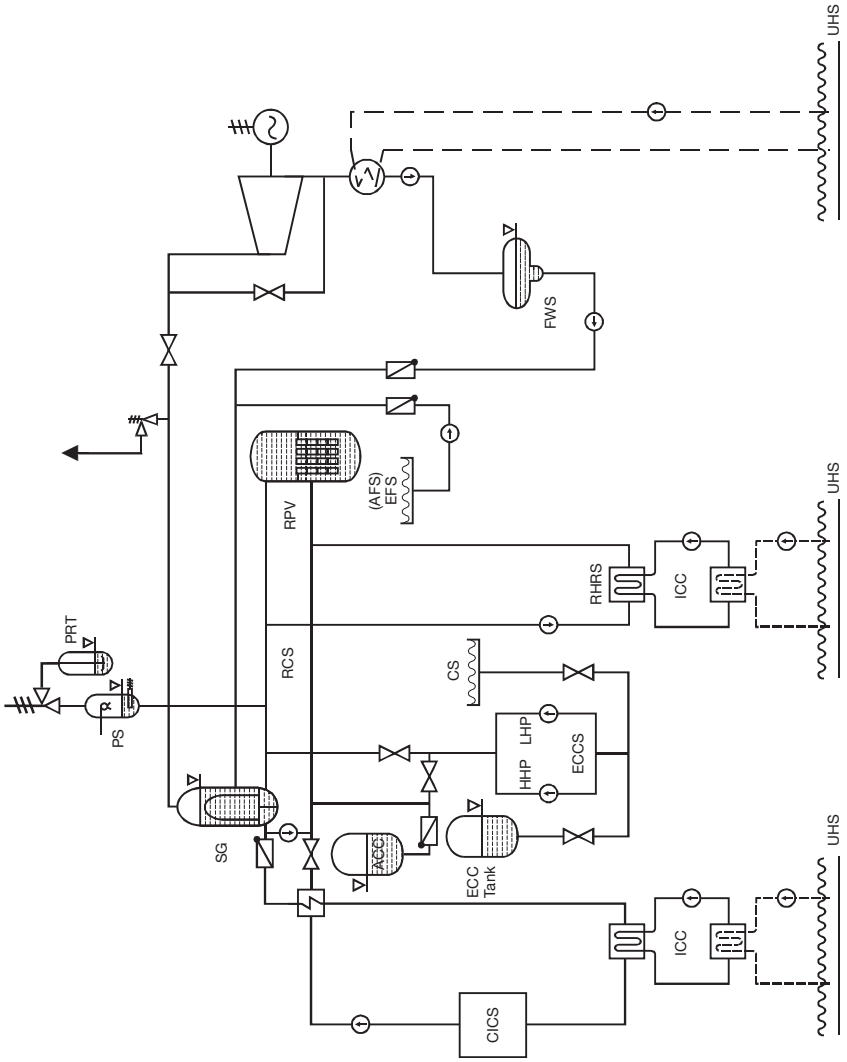 UHS
FWS
(AFS)
EFS
RPV
UHS
RHRS
ICC
PRT
RCS
CS
PS
LHP
HHP
ECCS
SG
ACC
ECC
Tank
UHS
ICC
CICS